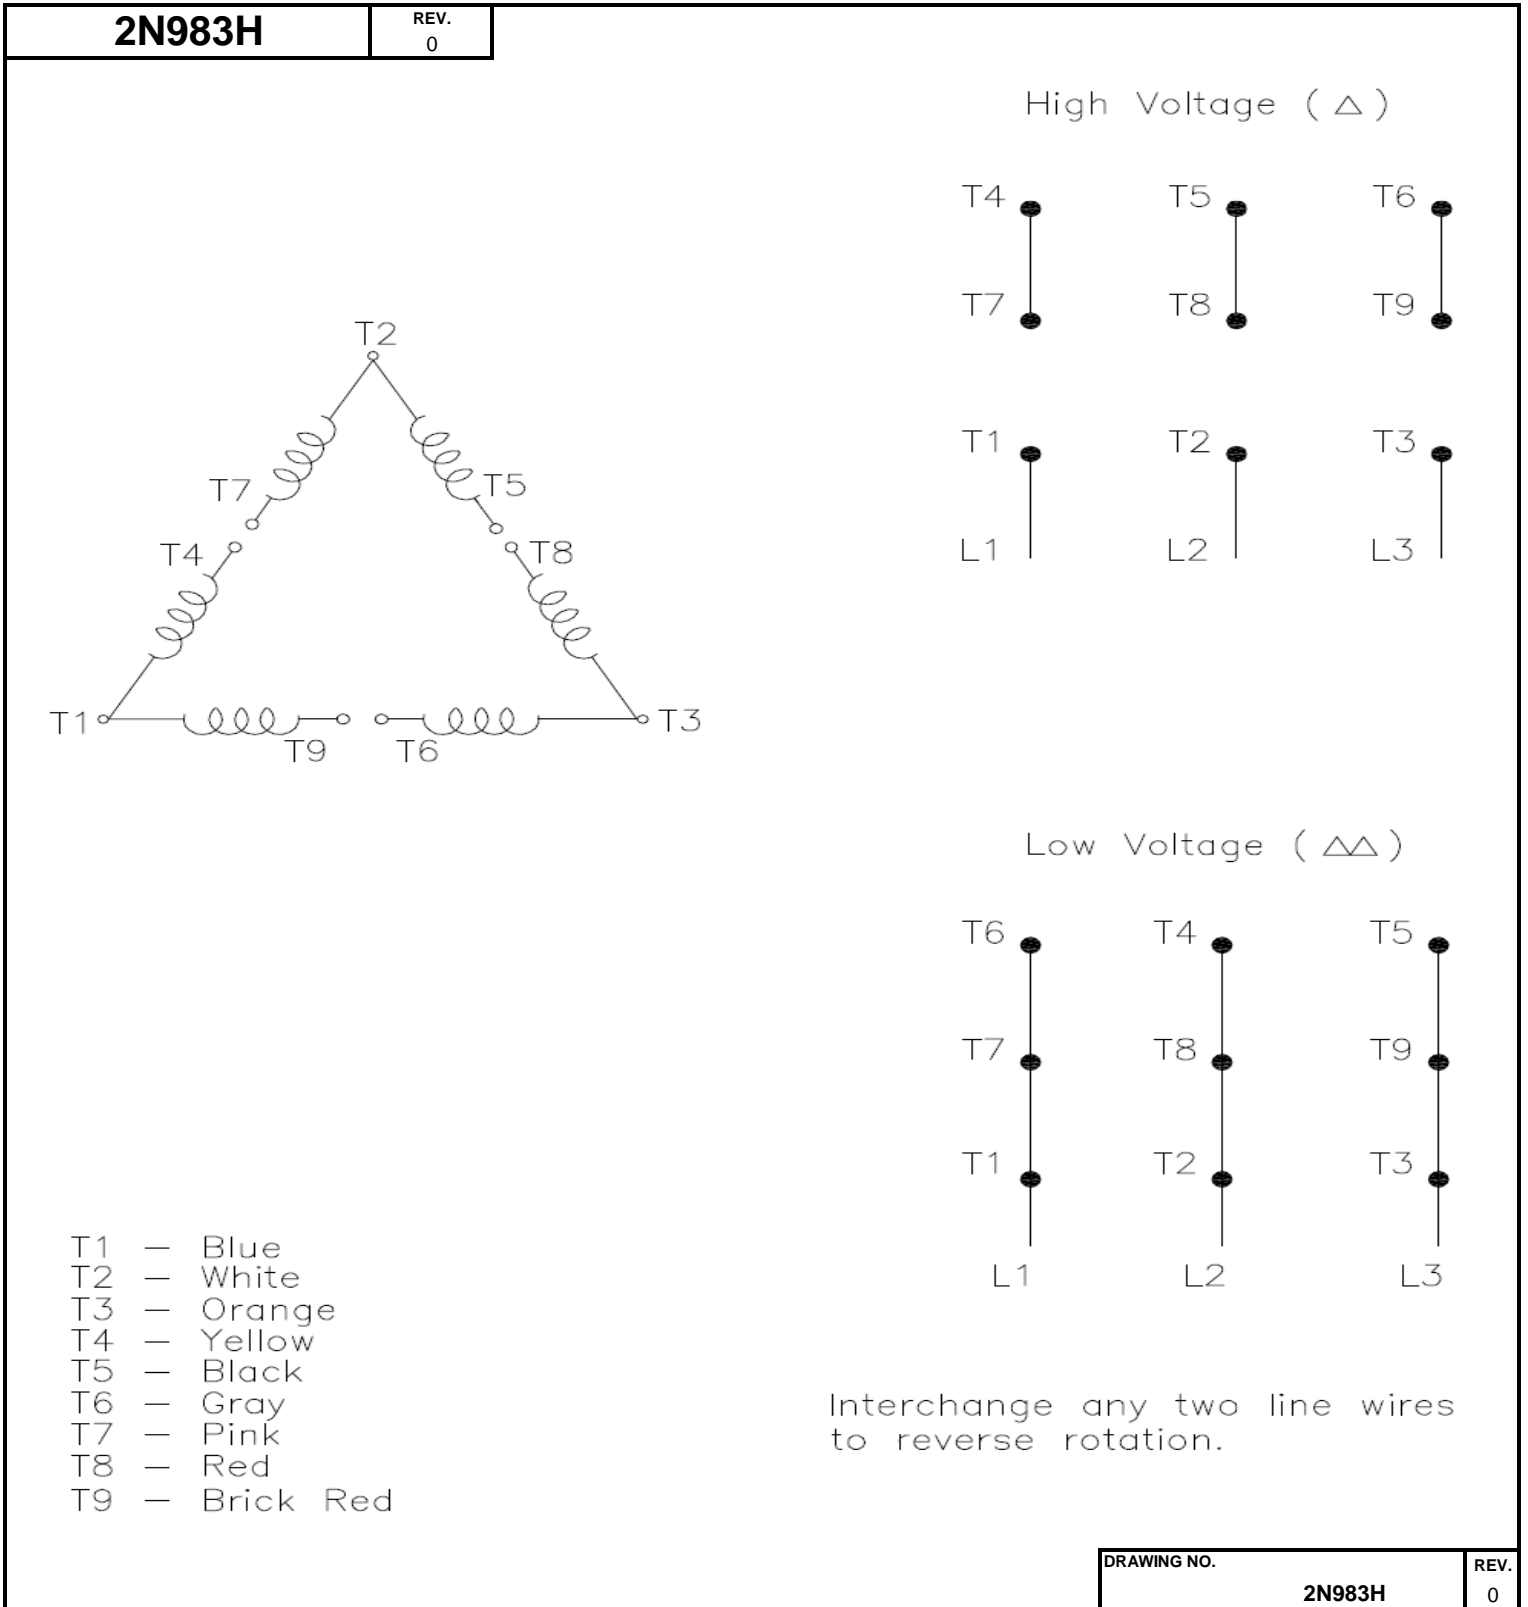 2N983H
REV.
0
High Voltage ( △ )
T4 T5 T6
T7 T8 T9
T1 T2 T3
L1 L2 L3
T2
T7 T5
T4 T8
T1 T3
T9 T6
Low Voltage ( △△ )
T6 T4 T5
T7 T8 T9
T1 T2 T3
L1 L2 L3
T1 — Blue
T2 — White
T3 — Orange
T4 — Yellow
T5 — Black
T6 — Gray
T7 — Pink
T8 — Red
T9 — Brick Red
Interchange any two line wires
to reverse rotation.
DRAWING NO.
2N983H
REV.
0